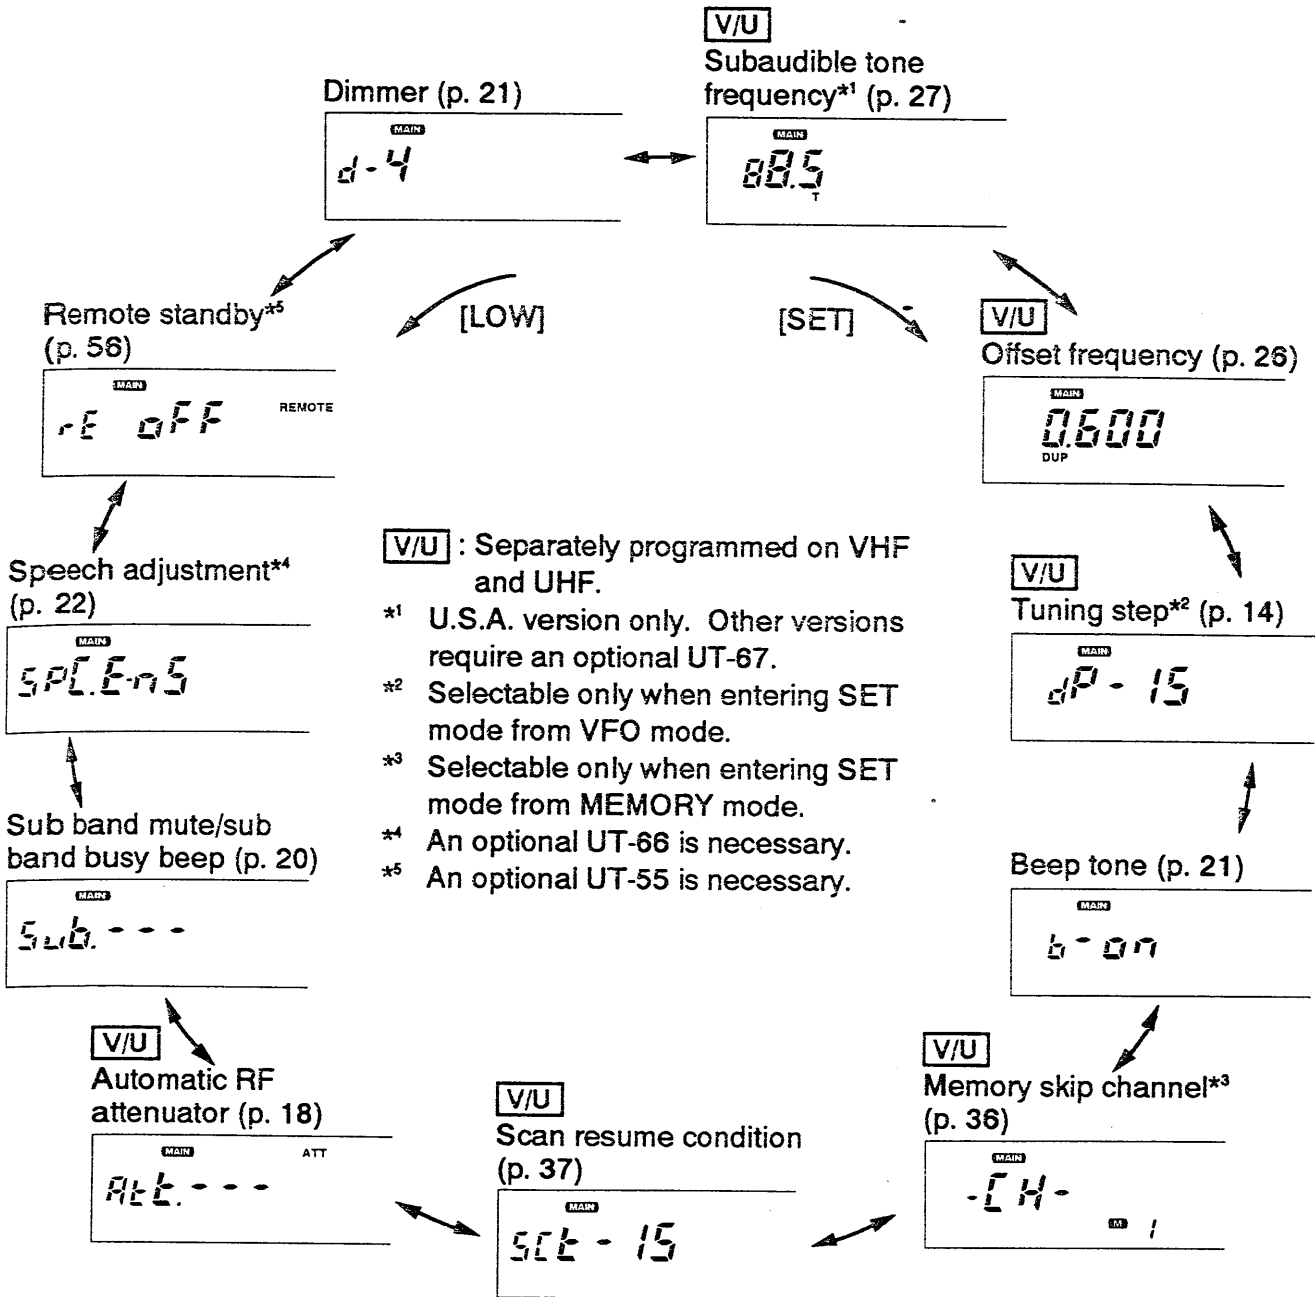 V/U
Subaudible tone
frequency*1 (p. 27)
MAIN
88.5
T
Dimmer (p. 21)
MAIN
d-4
[LOW]
[SET]
V/U
Offset frequency (p. 26)
MAIN
0.600
DUP
Remote standby*5
(p. 56)
MAIN
rE oFF
REMOTE
V/U
Tuning step*2 (p. 14)
MAIN
dP-15
Speech adjustment*4
(p. 22)
MAIN
SPC.E-nS
V/U : Separately programmed on VHF
and UHF.
*1 U.S.A. version only. Other versions
require an optional UT-67.
*2 Selectable only when entering SET
mode from VFO mode.
*3 Selectable only when entering SET
mode from MEMORY mode.
*4 An optional UT-66 is necessary.
*5 An optional UT-55 is necessary.
Beep tone (p. 21)
MAIN
b-on
Sub band mute/sub
band busy beep (p. 20)
MAIN
Sub.---
V/U
Memory skip channel*3
(p. 36)
MAIN
-CH-
M 1
V/U
Automatic RF
attenuator (p. 18)
MAIN
ATT
Att.---
V/U
Scan resume condition
(p. 37)
MAIN
SCt-15